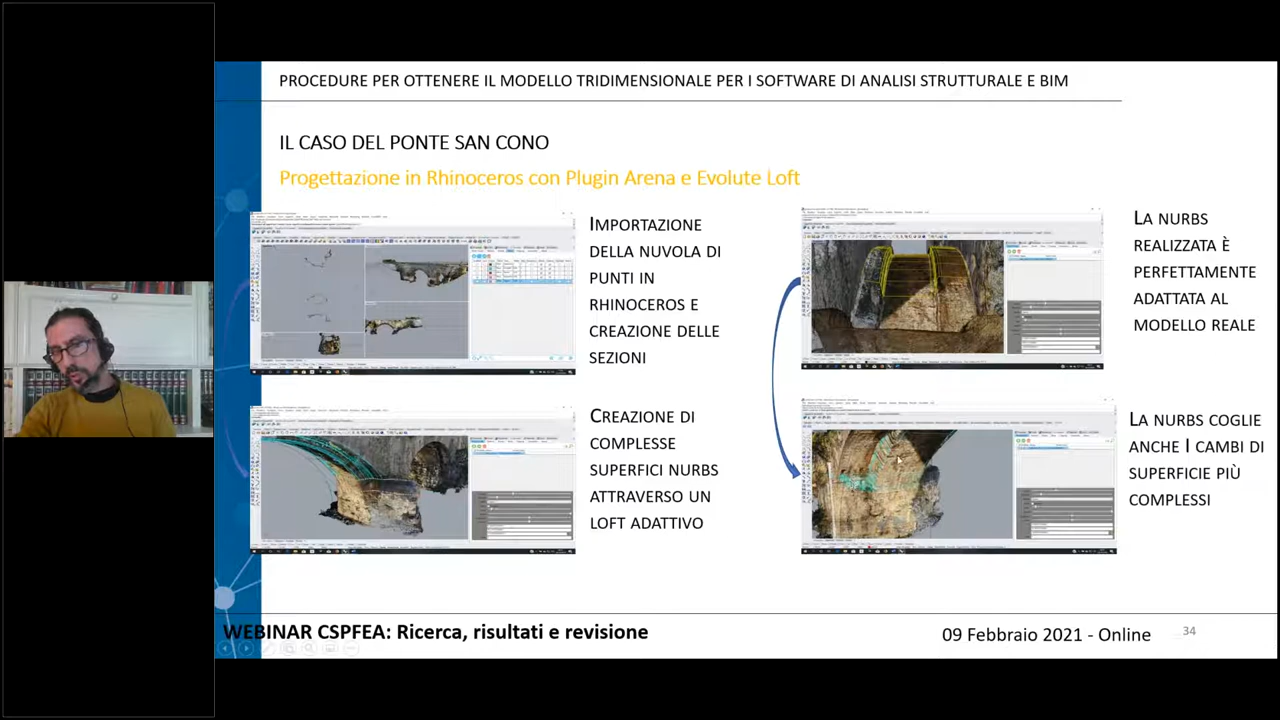 PROCEDURE PER OTTENERE IL MODELLO TRIDIMENSIONALE PER I SOFTWARE DI ANALISI STRUTTURALE E BIM
IL CASO DEL PONTE SAN CONO
Progettazione in Rhinoceros con Plugin Arena e Evolute Loft
IMPORTAZIONE
DELLA NUVOLA DI
PUNTI IN
RHINOCEROS E
CREAZIONE DELLE
SEZIONI
CREAZIONE DI
COMPLESSE
SUPERFICI NURBS
ATTRAVERSO UN
LOFT ADATTIVO
LA NURBS
REALIZZATA È
PERFETTAMENTE
ADATTATA AL
MODELLO REALE
LA NURBS COGLIE
ANCHE I CAMBI DI
SUPERFICIE PIÙ
COMPLESSI
WEBINAR CSPFEA: Ricerca, risultati e revisione
09 Febbraio 2021 - Online
34